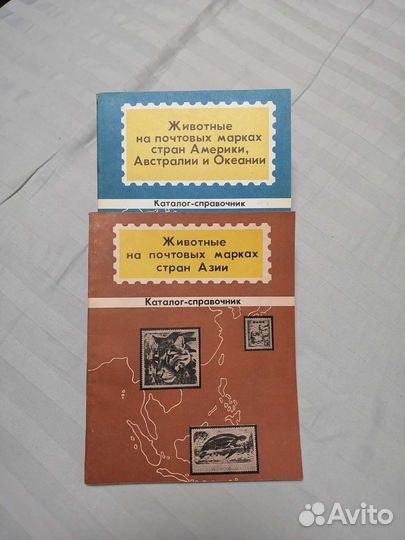 Животные
на почтовых марках
стран Америки,
Австралии и Океании
Каталог-справочник
Животные
на почтовых марках
стран Азии
Каталог-справочник
Avito